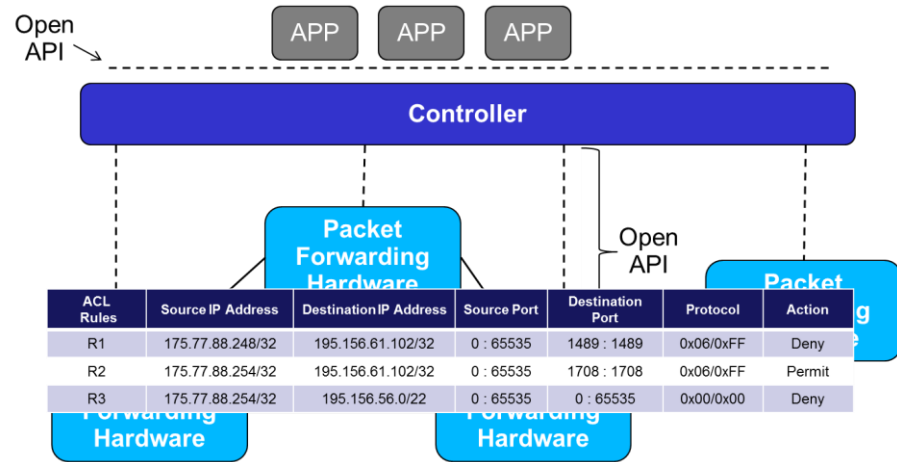 Open
API
APP APP APP
Controller
Packet
Forwarding
Hardware
Open
API
Packet
ACL
Rules Source IP Address Destination IP Address Source Port Destination
Port Protocol Action
R1 175.77.88.248/32 195.156.61.102/32 0 : 65535 1489 : 1489 0x06/0xFF Deny
R2 175.77.88.254/32 195.156.61.102/32 0 : 65535 1708 : 1708 0x06/0xFF Permit
R3 175.77.88.254/32 195.156.56.0/22 0 : 65535 0 : 65535 0x00/0x00 Deny
Forwarding
Hardware
Forwarding
Hardware